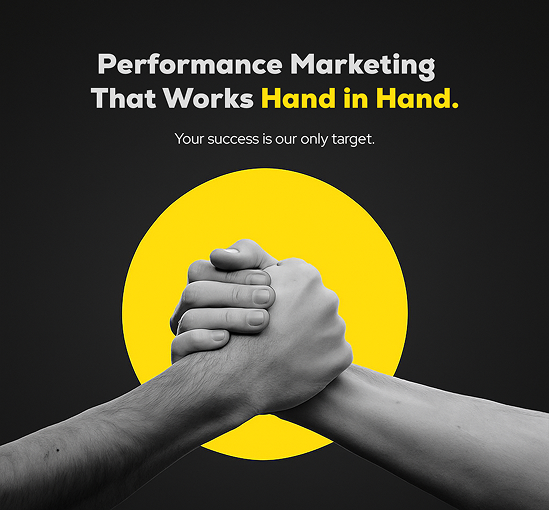 Performance Marketing
That Works Hand in Hand.
Your success is our only target.